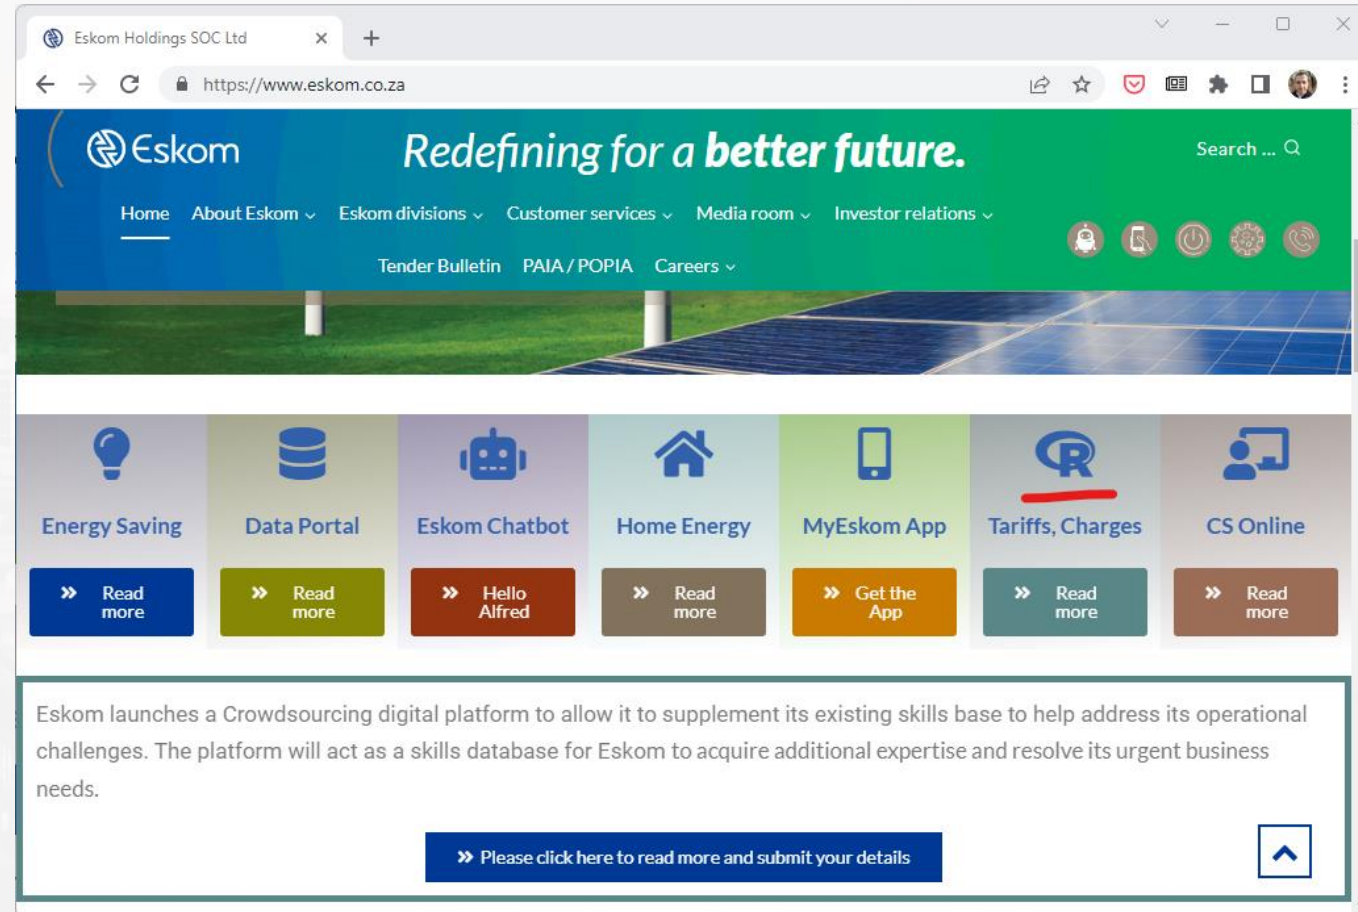 Eskom Holdings SOC Ltd
https://www.eskom.co.za
Eskom
Redefining for a better future.
Search ...
Home About Eskom Eskom divisions Customer services Media room Investor relations
Tender Bulletin PAIA / POPIA Careers
Energy Saving
Data Portal
Eskom Chatbot
Home Energy
MyEskom App
R
Tariffs, Charges
CS Online
» Read
more
» Read
more
» Hello
Alfred
» Read
more
» Get the
App
» Read
more
» Read
more
Eskom launches a Crowdsourcing digital platform to allow it to supplement its existing skills base to help address its operational
challenges. The platform will act as a skills database for Eskom to acquire additional expertise and resolve its urgent business
needs.
» Please click here to read more and submit your details